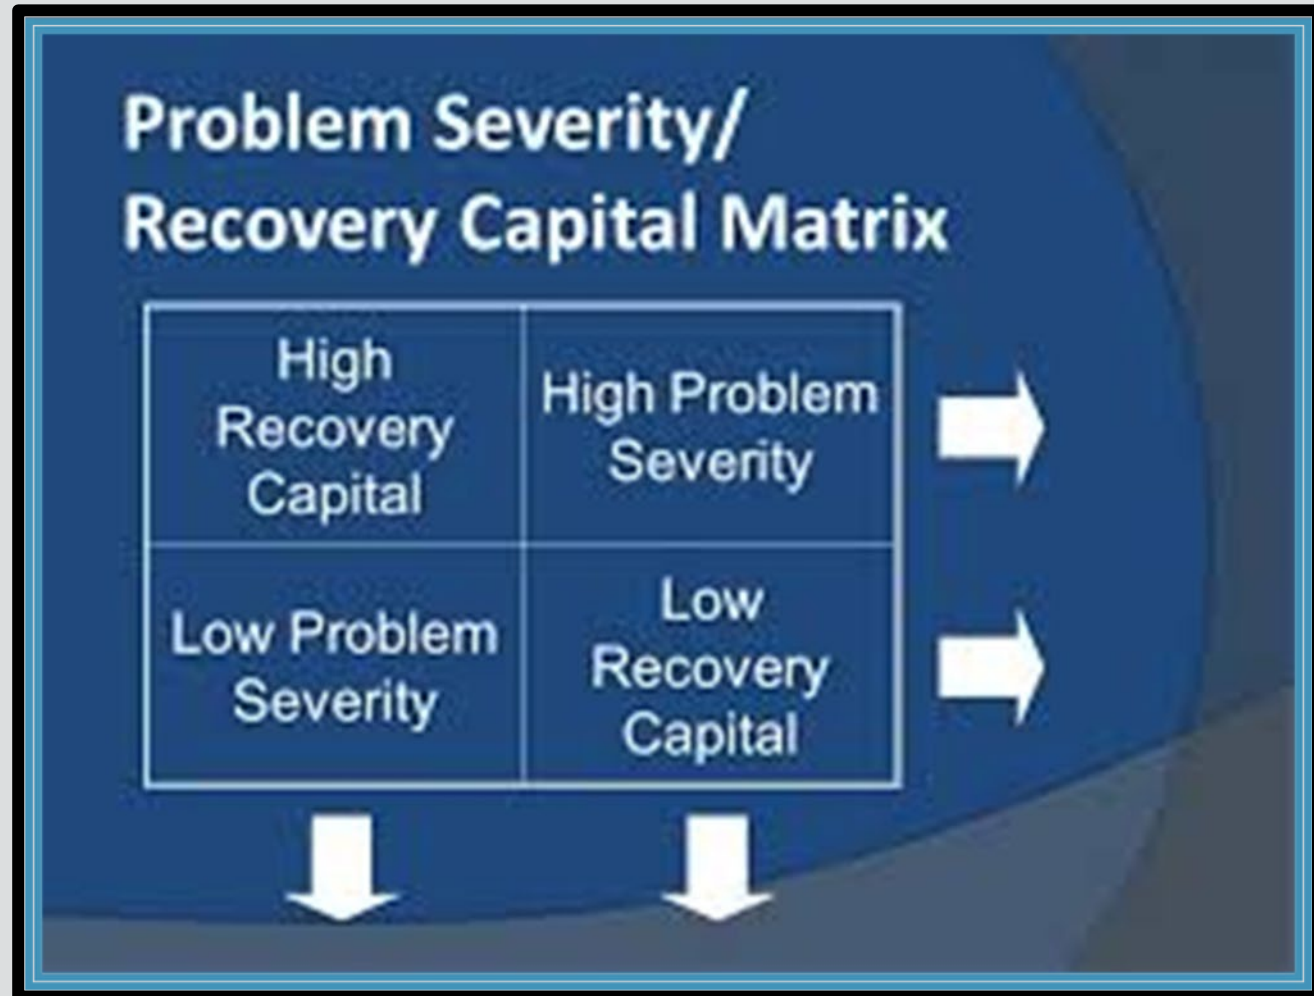 Problem Severity/
Recovery Capital Matrix
High
Recovery
Capital
High Problem
Severity
Low Problem
Severity
Low
Recovery
Capital